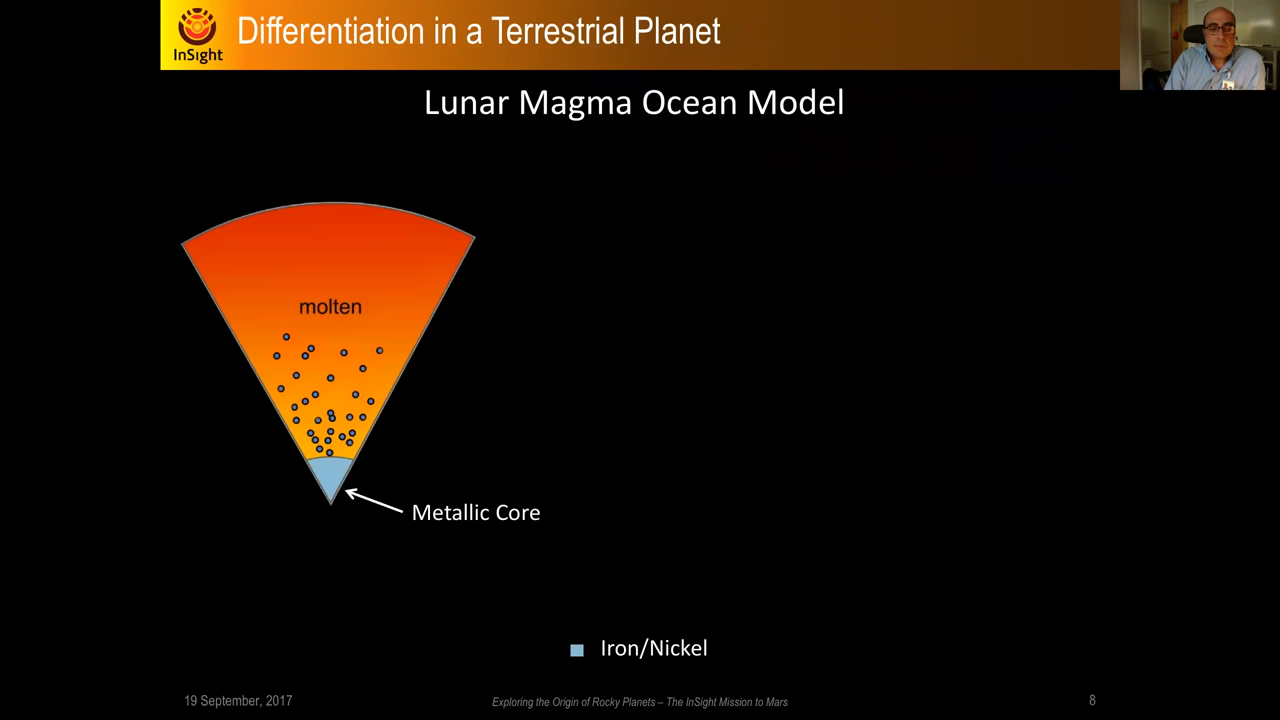 InSight
Differentiation in a Terrestrial Planet
Lunar Magma Ocean Model
molten
Metallic Core
Iron/Nickel
19 September, 2017
Exploring the Origin of Rocky Planets – The InSight Mission to Mars
8